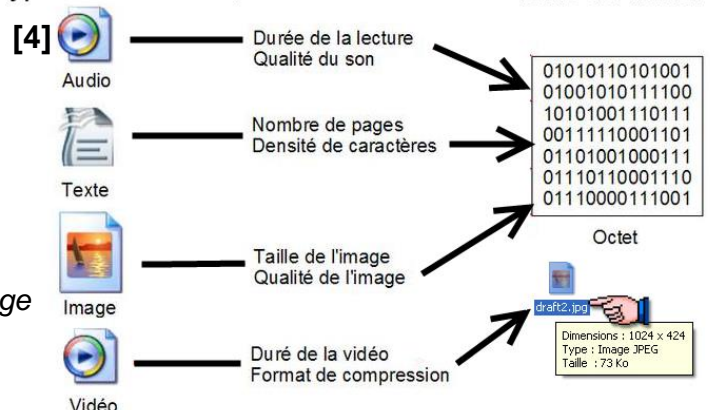 [4]
Audio
Durée de la lecture
Qualité du son
Texte
Nombre de pages
Densité de caractères
Image
Taille de l'image
Qualité de l'image
Vidéo
Duré de la vidéo
Format de compression
01010110101001
01001010111100
10101001110111
00111110001101
01101001000111
01110110001110
01110000111001
Octet
draft2.jpg
Dimensions : 1024 x 424
Type : Image JPEG
Taille : 73 Ko